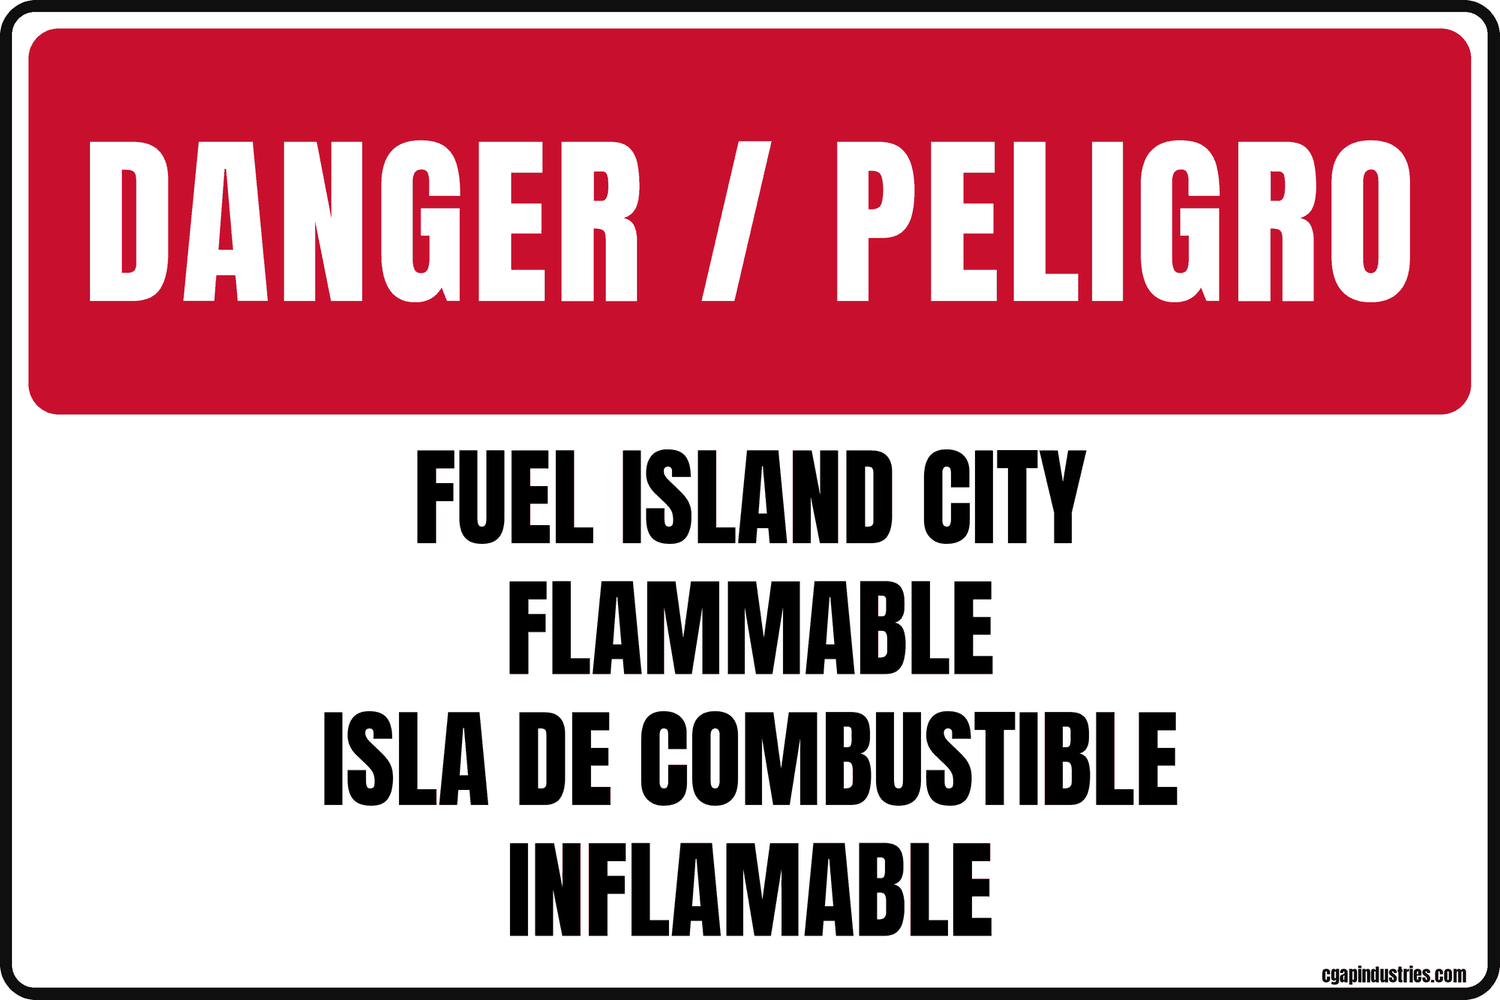 DANGER / PELIGRO
FUEL ISLAND CITY
FLAMMABLE
ISLA DE COMBUSTIBLE
INFLAMABLE
cgapindustries.com